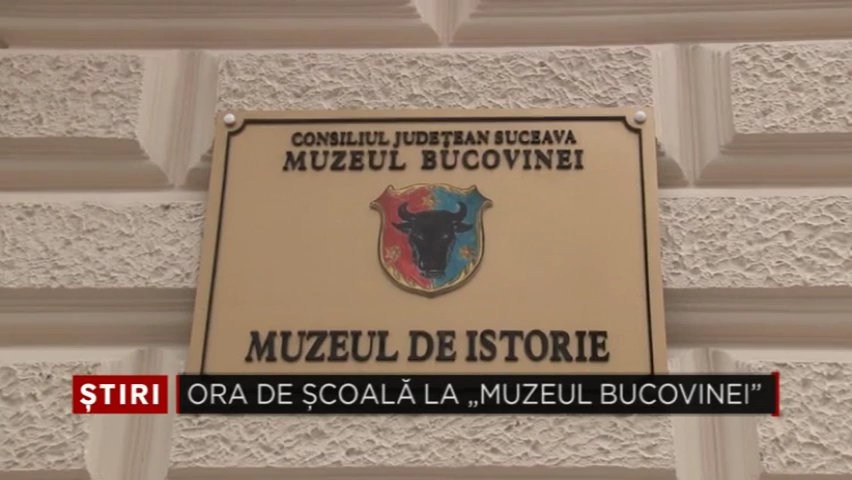 CONSILIUL JUDEȚEAN SUCEAVA
MUZEUL BUCOVINEI
MUZEUL DE ISTORIE
ȘTIRI ORA DE ȘCOALĂ LA „MUZEUL BUCOVINEI”